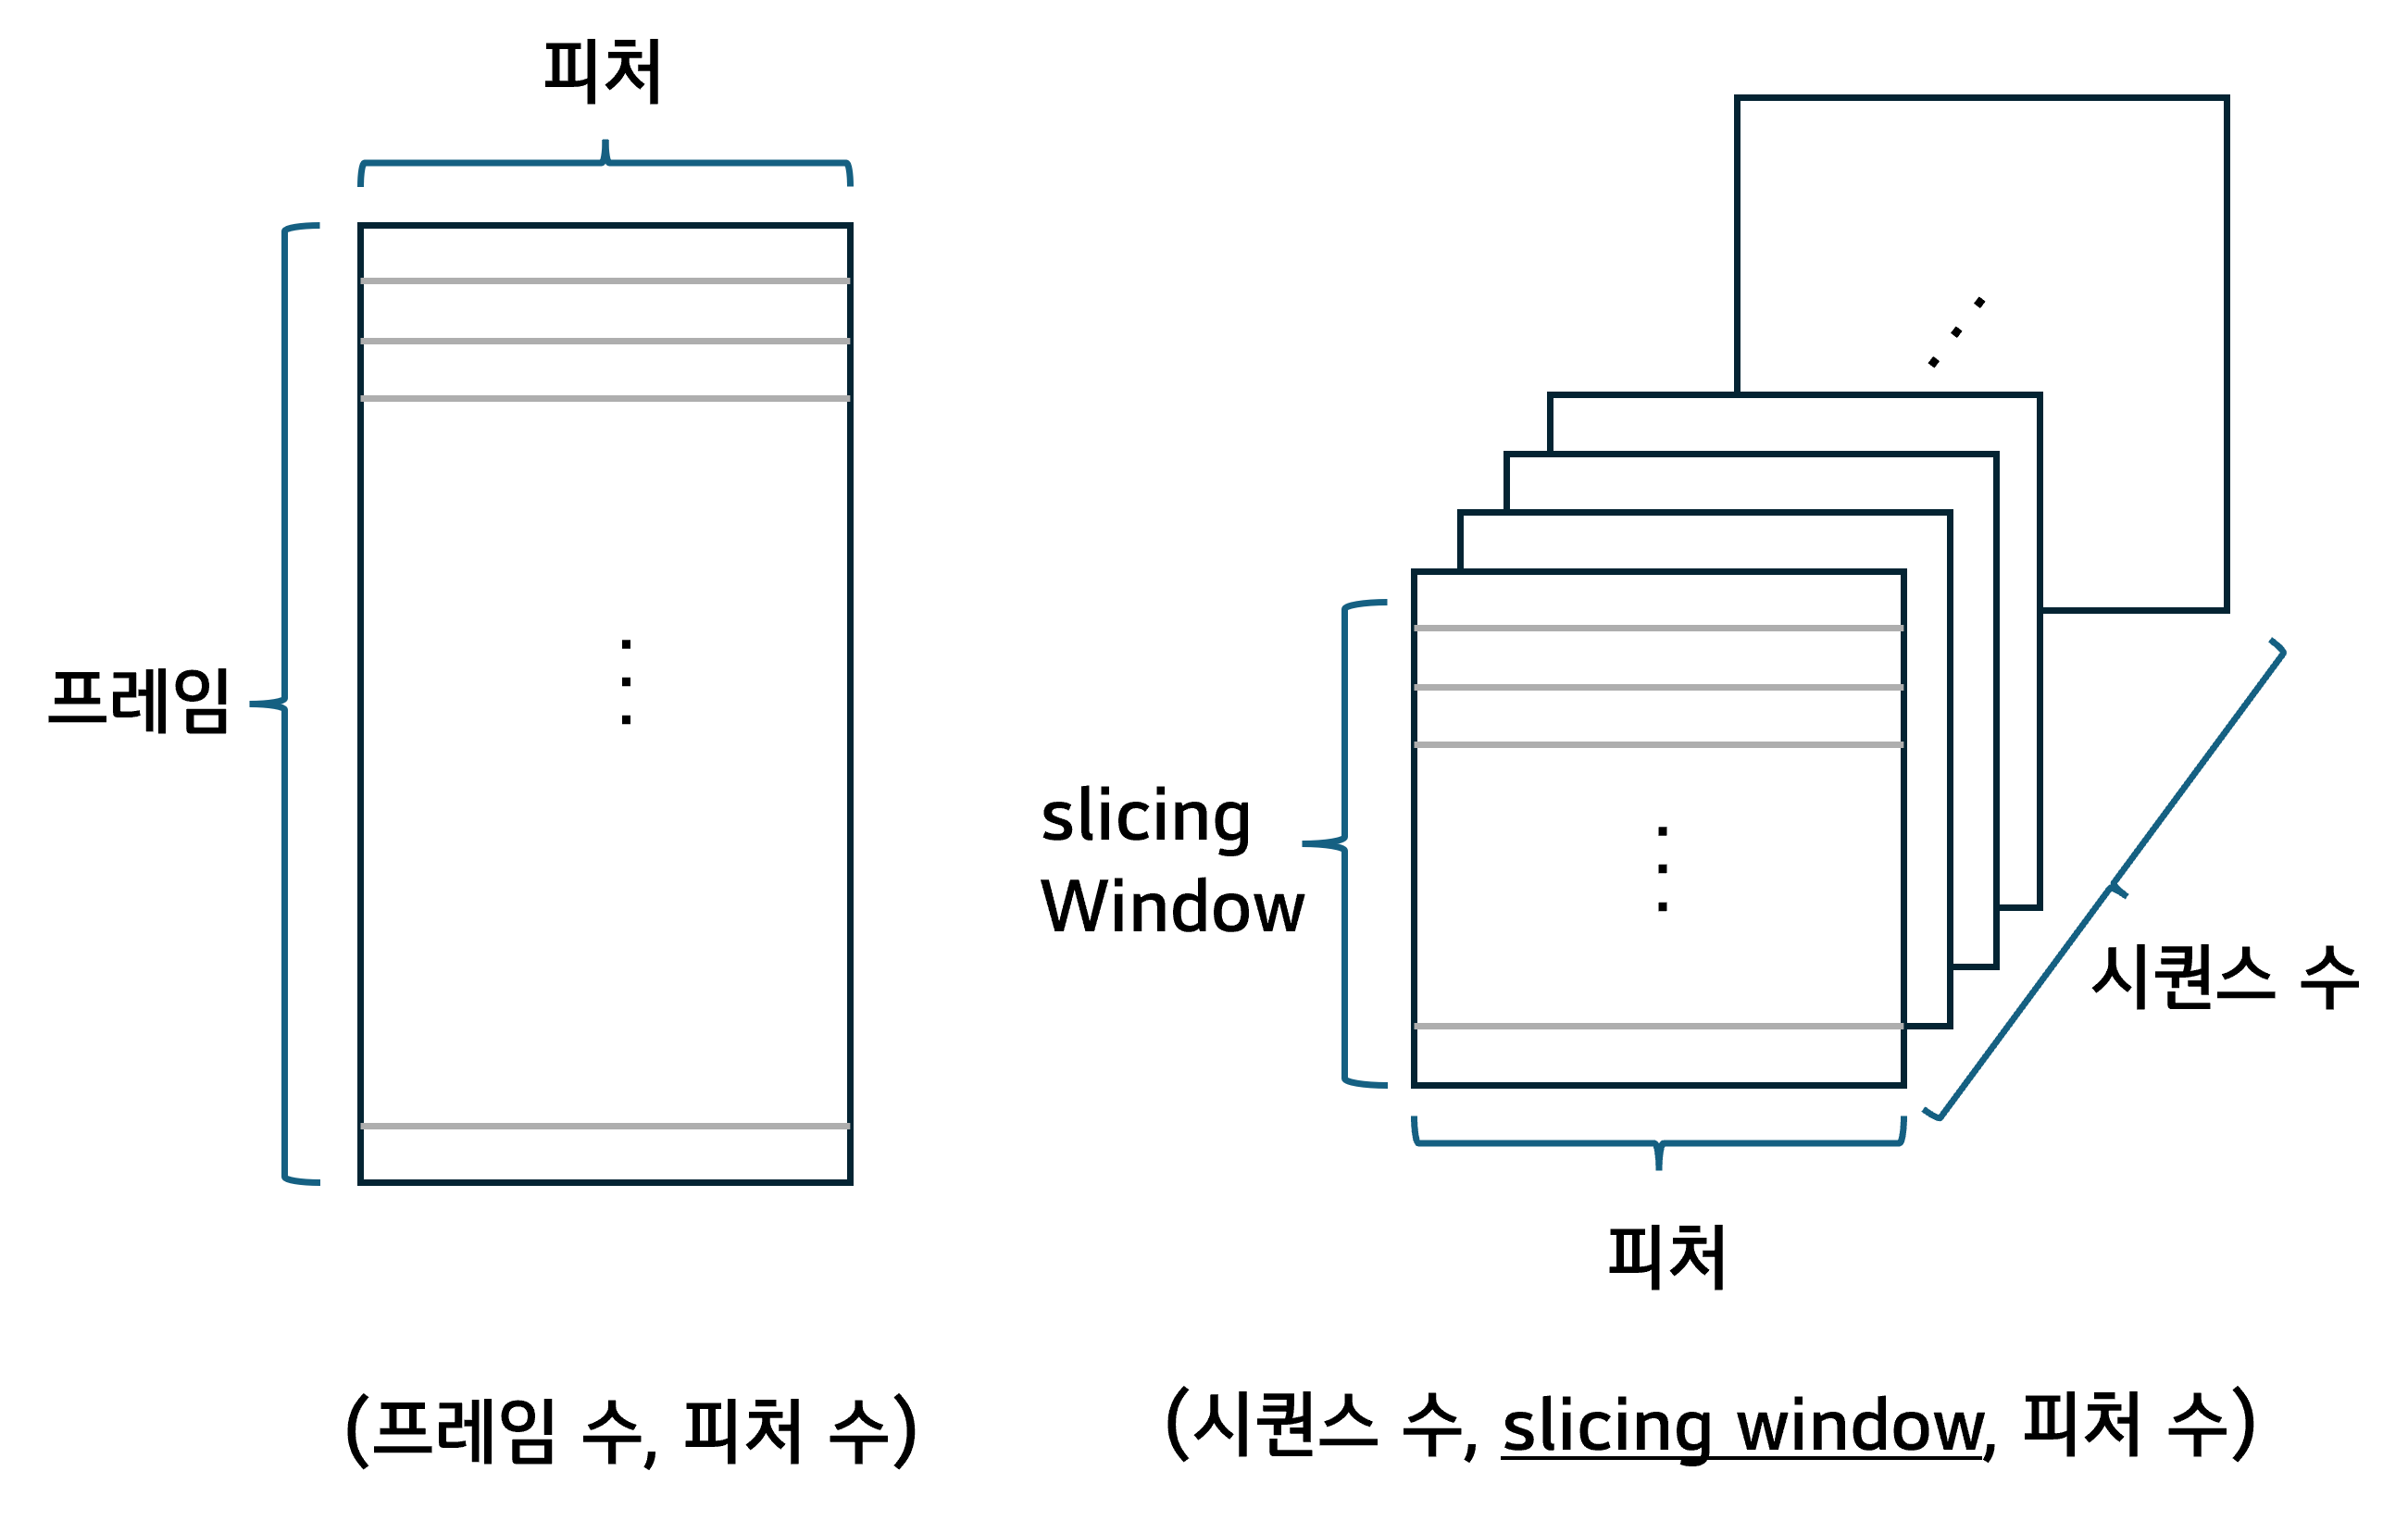 피처
프레임
(프레임 수, 피처 수)
slicing
Window
시퀀스 수
피처
(시퀀스 수, slicing window, 피처 수)